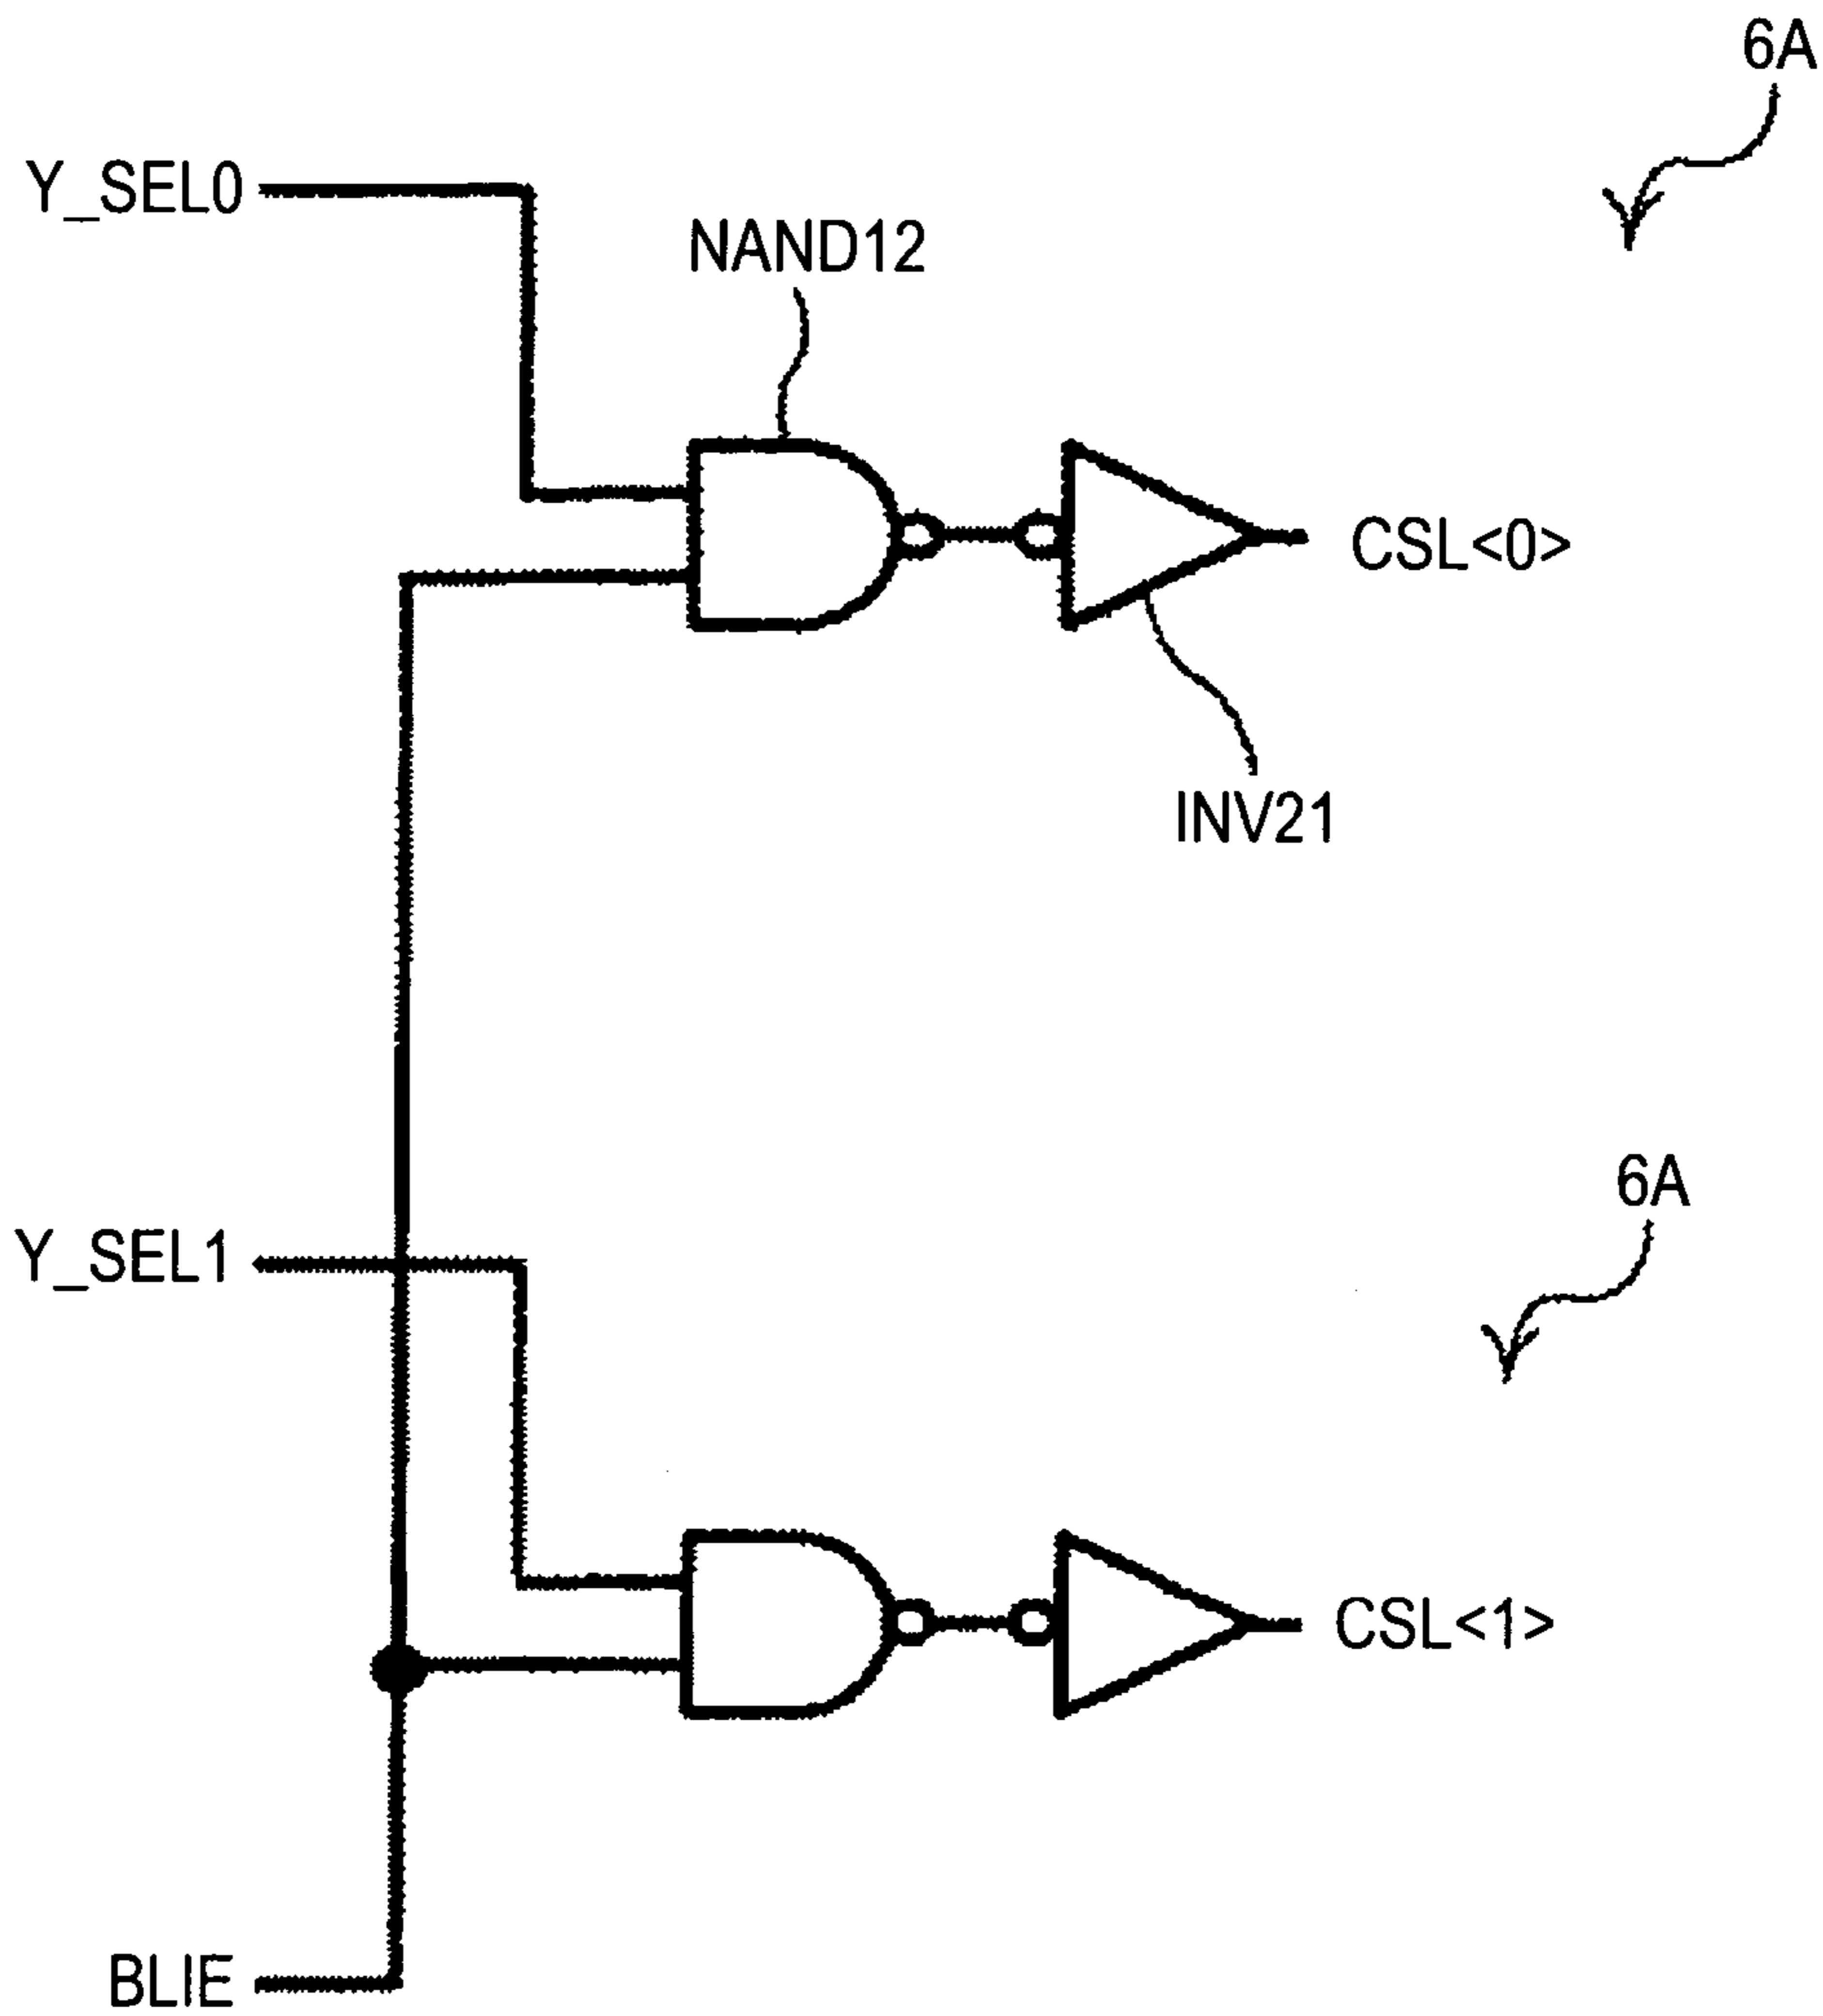 6A
Y_SEL0
NAND12
CSL<0>
INV21
6A
Y_SEL1
CSL<1>
BLIE